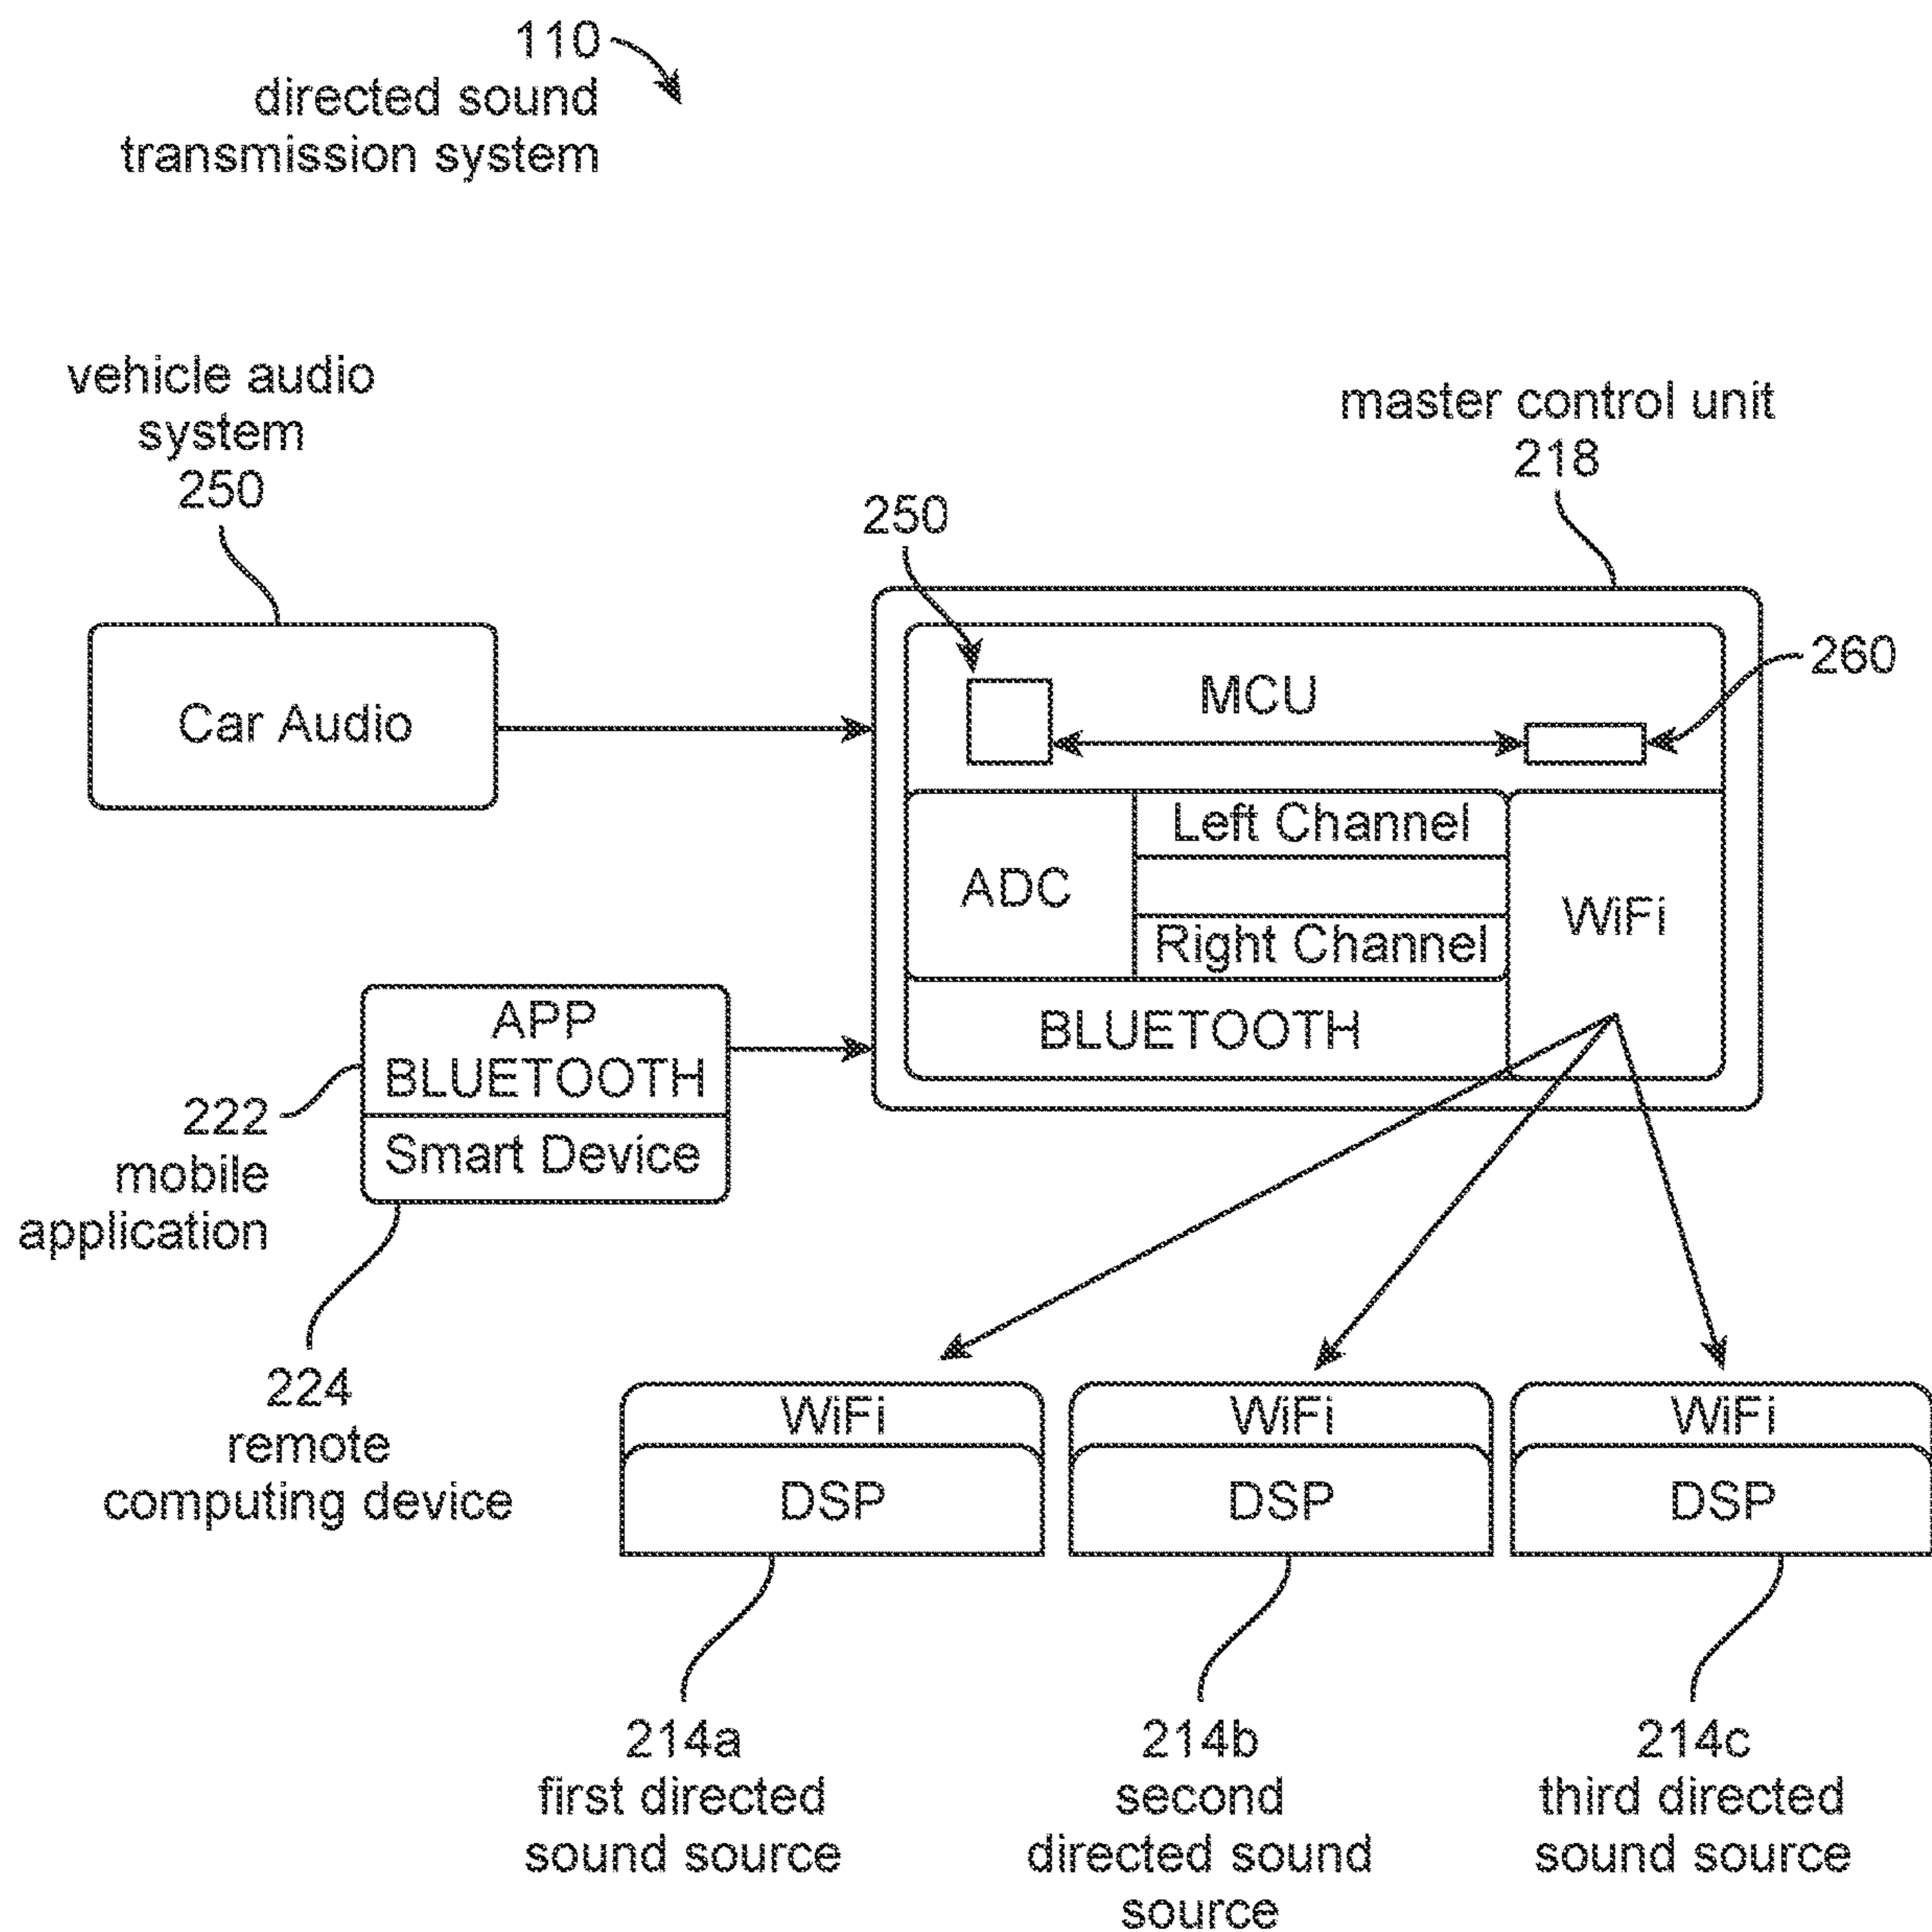 110
directed sound
transmission system
vehicle audio
system
250
master control unit
218
250
260
Car Audio
MCU
Left Channel
ADC
Right Channel
WiFi
BLUETOOTH
APP
BLUETOOTH
Smart Device
222
mobile
application
224
remote
computing device
WiFi
DSP
WiFi
DSP
WiFi
DSP
214a
first directed
sound source
214b
second
directed sound
source
214c
third directed
sound source